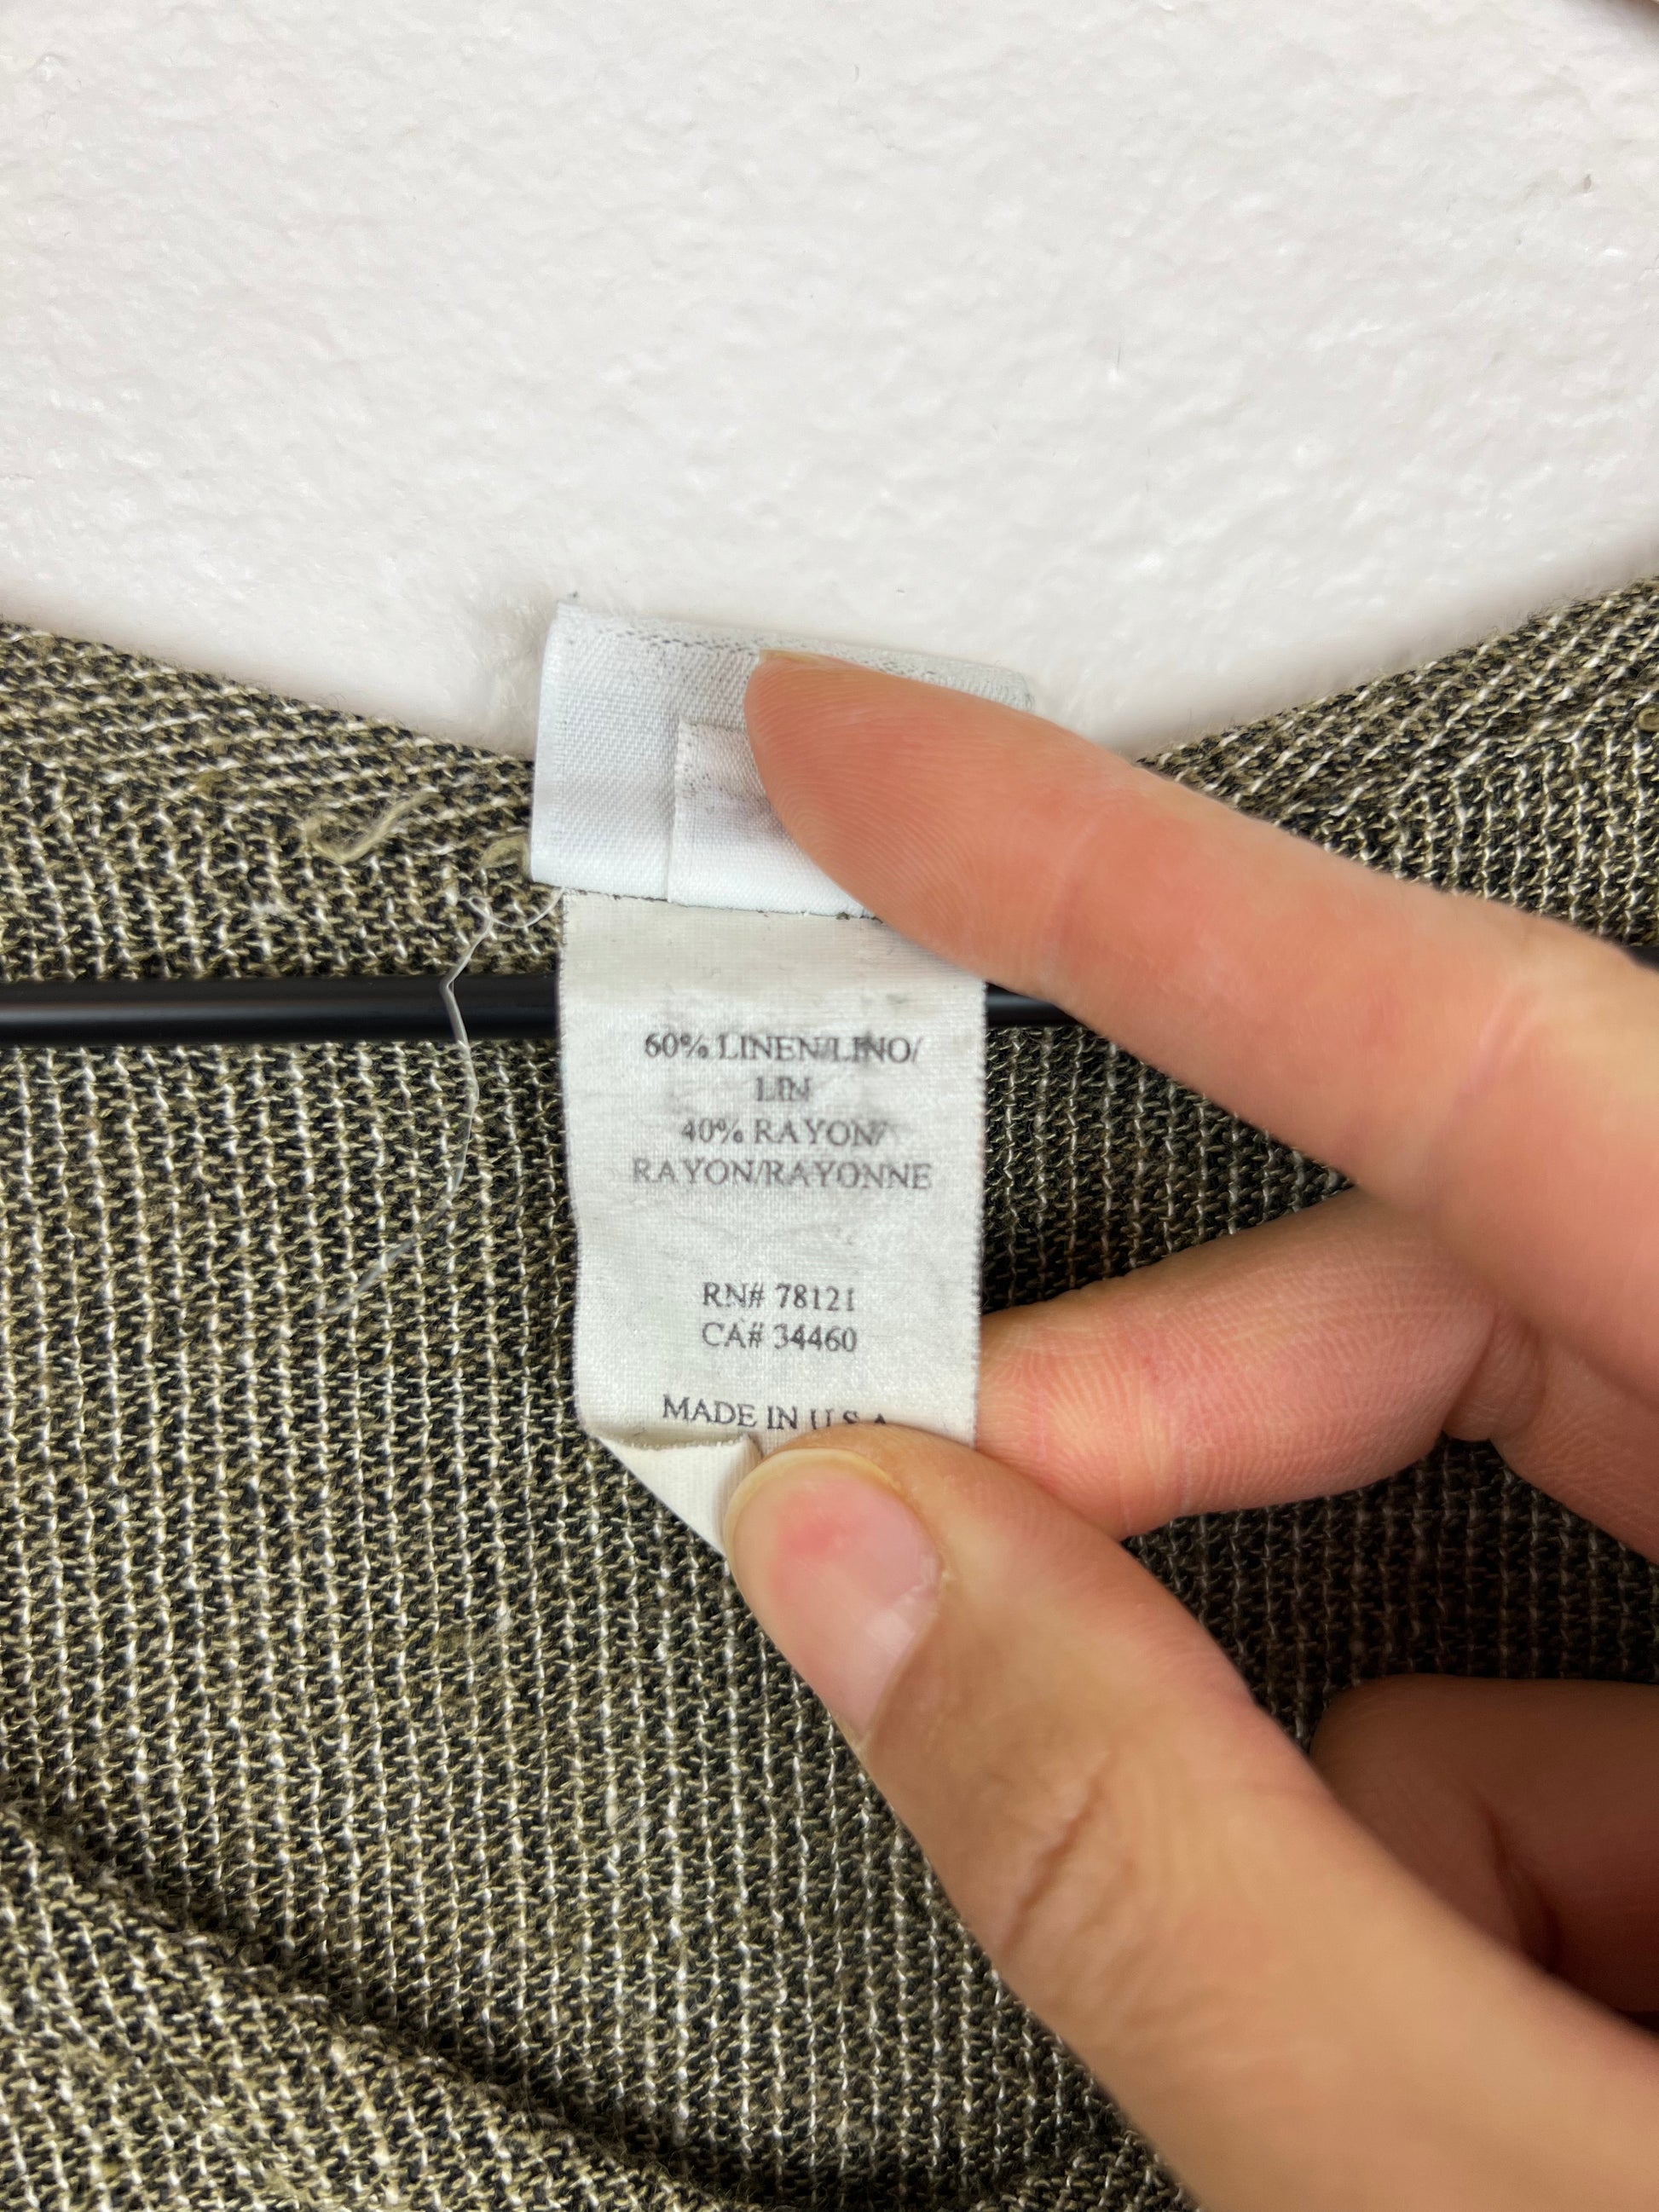 60% LINEN/LINO/
LIN
40% RAYON/
RAYON/RAYONNE
RN# 78121
CA# 34460
MADE IN U.S.A.